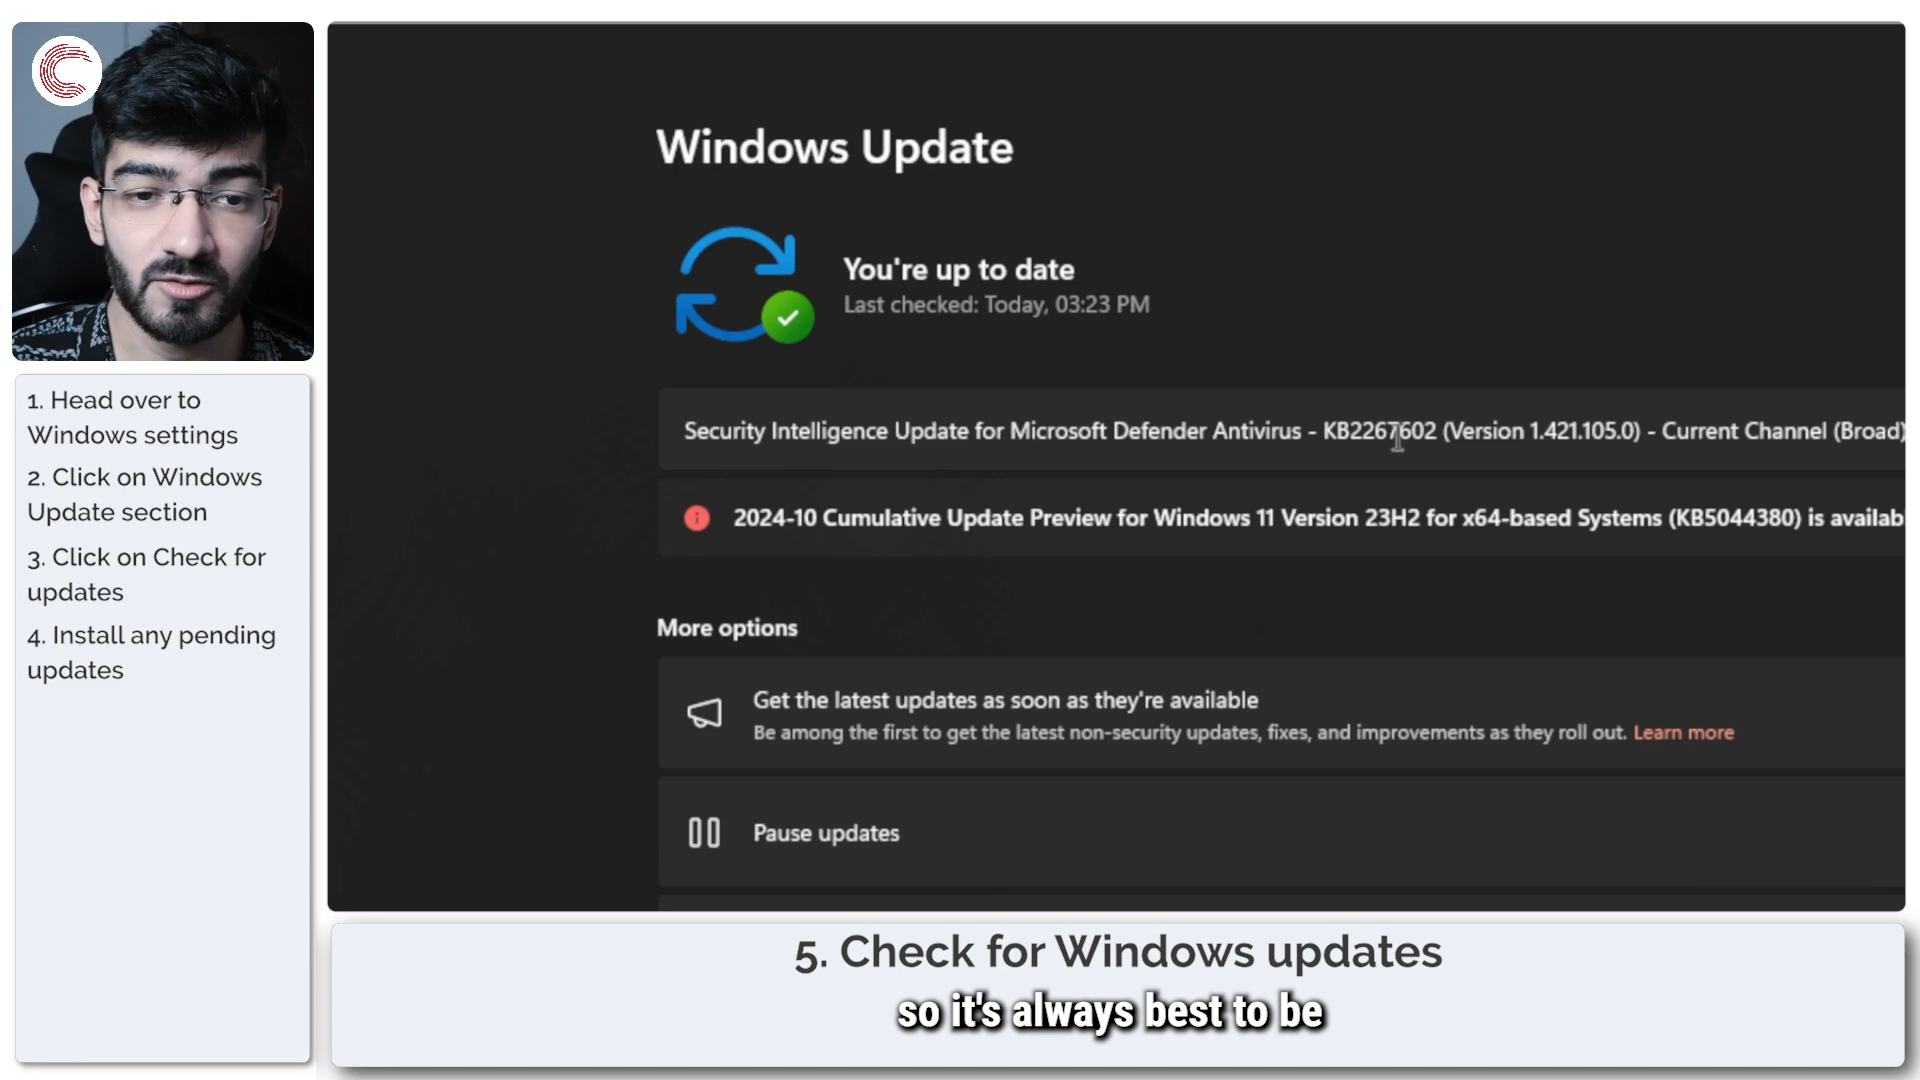 1. Head over to
Windows settings
2. Click on Windows
Update section
3. Click on Check for
updates
4. Install any pending
updates
Windows Update
You're up to date
Last checked: Today, 03:23 PM
Security Intelligence Update for Microsoft Defender Antivirus - KB2267602 (Version 1.421.105.0) - Current Channel (Broad)
2024-10 Cumulative Update Preview for Windows 11 Version 23H2 for x64-based Systems (KB5044380) is availab
More options
Get the latest updates as soon as they're available
Be among the first to get the latest non-security updates, fixes, and improvements as they roll out. Learn more
Pause updates
5. Check for Windows updates
so it's always best to be